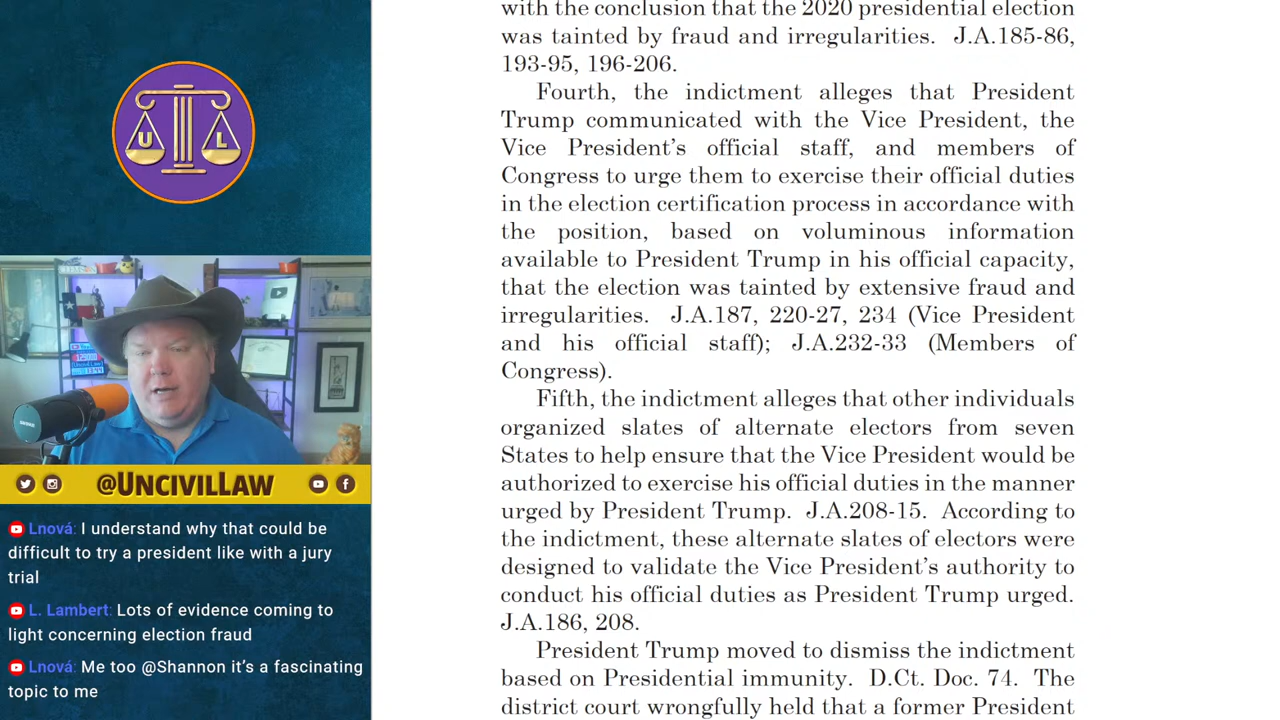 with the conclusion that the 2020 presidential election
was tainted by fraud and irregularities. J.A.185-86,
193-95, 196-206.
Fourth, the indictment alleges that President
Trump communicated with the Vice President, the
Vice President’s official staff, and members of
Congress to urge them to exercise their official duties
in the election certification process in accordance with
the position, based on voluminous information
available to President Trump in his official capacity,
that the election was tainted by extensive fraud and
irregularities. J.A.187, 220-27, 234 (Vice President
and his official staff); J.A.232-33 (Members of
Congress).
Fifth, the indictment alleges that other individuals
organized slates of alternate electors from seven
States to help ensure that the Vice President would be
authorized to exercise his official duties in the manner
urged by President Trump. J.A.208-15. According to
the indictment, these alternate slates of electors were
designed to validate the Vice President’s authority to
conduct his official duties as President Trump urged.
J.A.186, 208.
President Trump moved to dismiss the indictment
based on Presidential immunity. D.Ct. Doc. 74. The
district court wrongfully held that a former President
U L
@UNCIVILLAW
Lnová: I understand why that could be
difficult to try a president like with a jury
trial
L. Lambert: Lots of evidence coming to
light concerning election fraud
Lnová: Me too @Shannon it’s a fascinating
topic to me